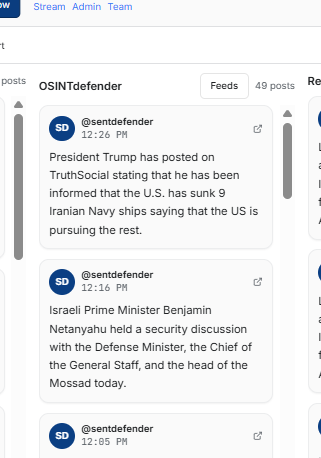 ow
Stream Admin Team
rt
posts
OSINTdefender
Feeds
49 posts
Re
SD
@sentdefender
12:26 PM
President Trump has posted on
TruthSocial stating that he has been
informed that the U.S. has sunk 9
Iranian Navy ships saying that the US is
pursuing the rest.
SD
@sentdefender
12:16 PM
Israeli Prime Minister Benjamin
Netanyahu held a security discussion
with the Defense Minister, the Chief of
the General Staff, and the head of the
Mossad today.
SD
@sentdefender
12:05 PM